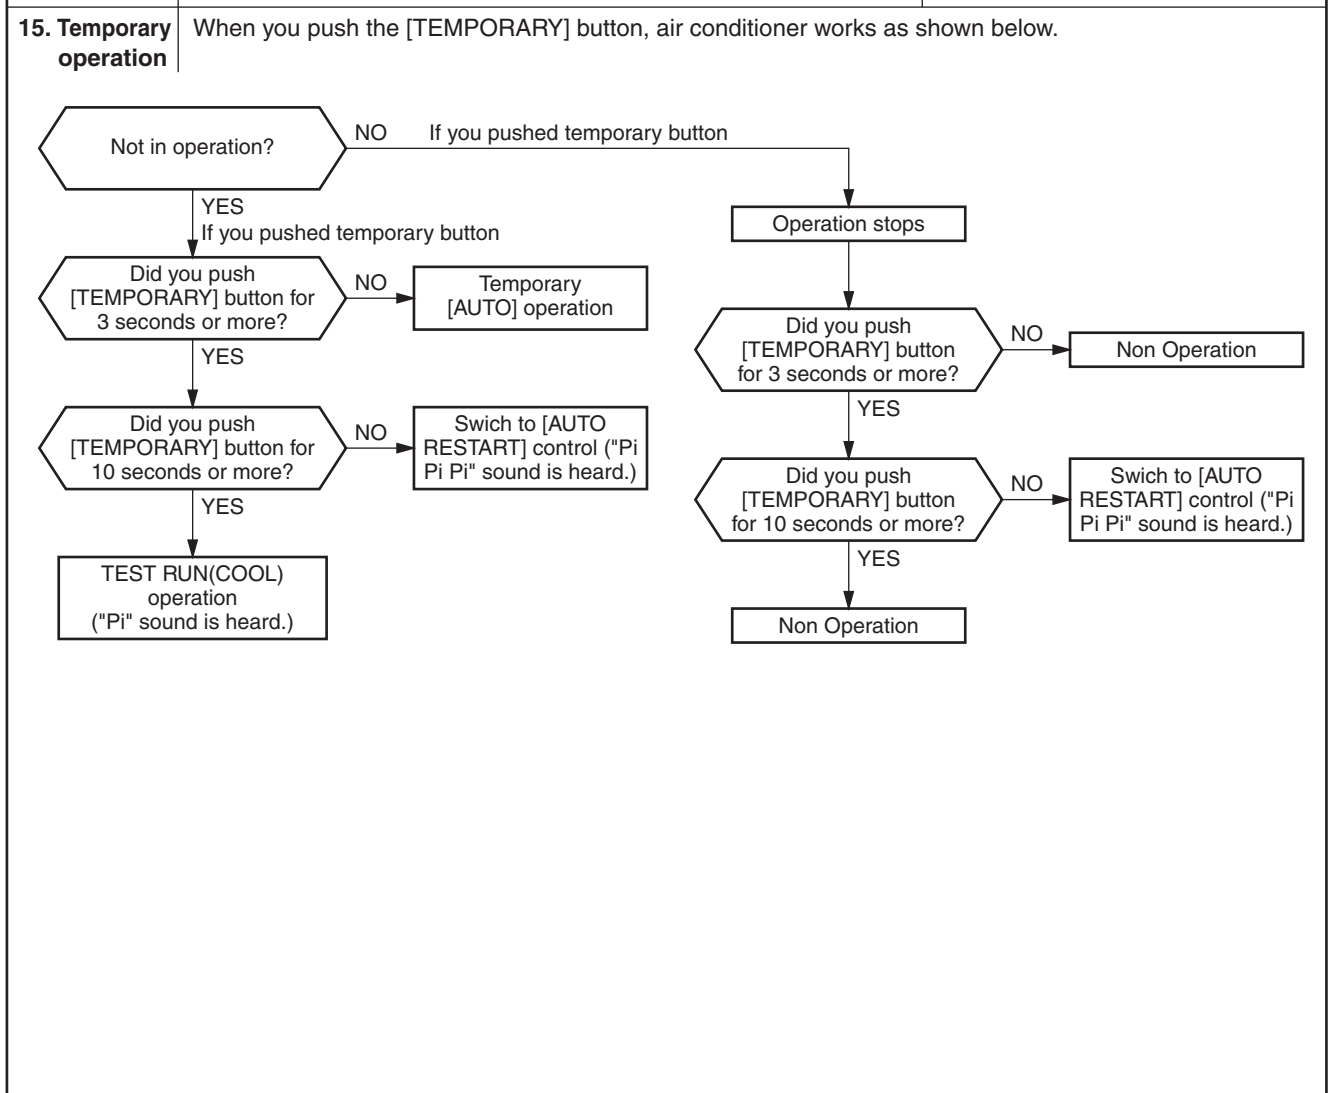 15. Temporary operation
When you push the [TEMPORARY] button, air conditioner works as shown below.
Not in operation?
NO
If you pushed temporary button
YES
If you pushed temporary button
Did you push
[TEMPORARY] button for
3 seconds or more?
NO
Temporary
[AUTO] operation
YES
Did you push
[TEMPORARY] button for
10 seconds or more?
NO
Swich to [AUTO
RESTART] control ("Pi
Pi Pi" sound is heard.)
YES
TEST RUN(COOL)
operation
("Pi" sound is heard.)
Operation stops
Did you push
[TEMPORARY] button
for 3 seconds or more?
NO
Non Operation
YES
Did you push
[TEMPORARY] button
for 10 seconds or more?
NO
Swich to [AUTO
RESTART] control ("Pi
Pi Pi" sound is heard.)
YES
Non Operation